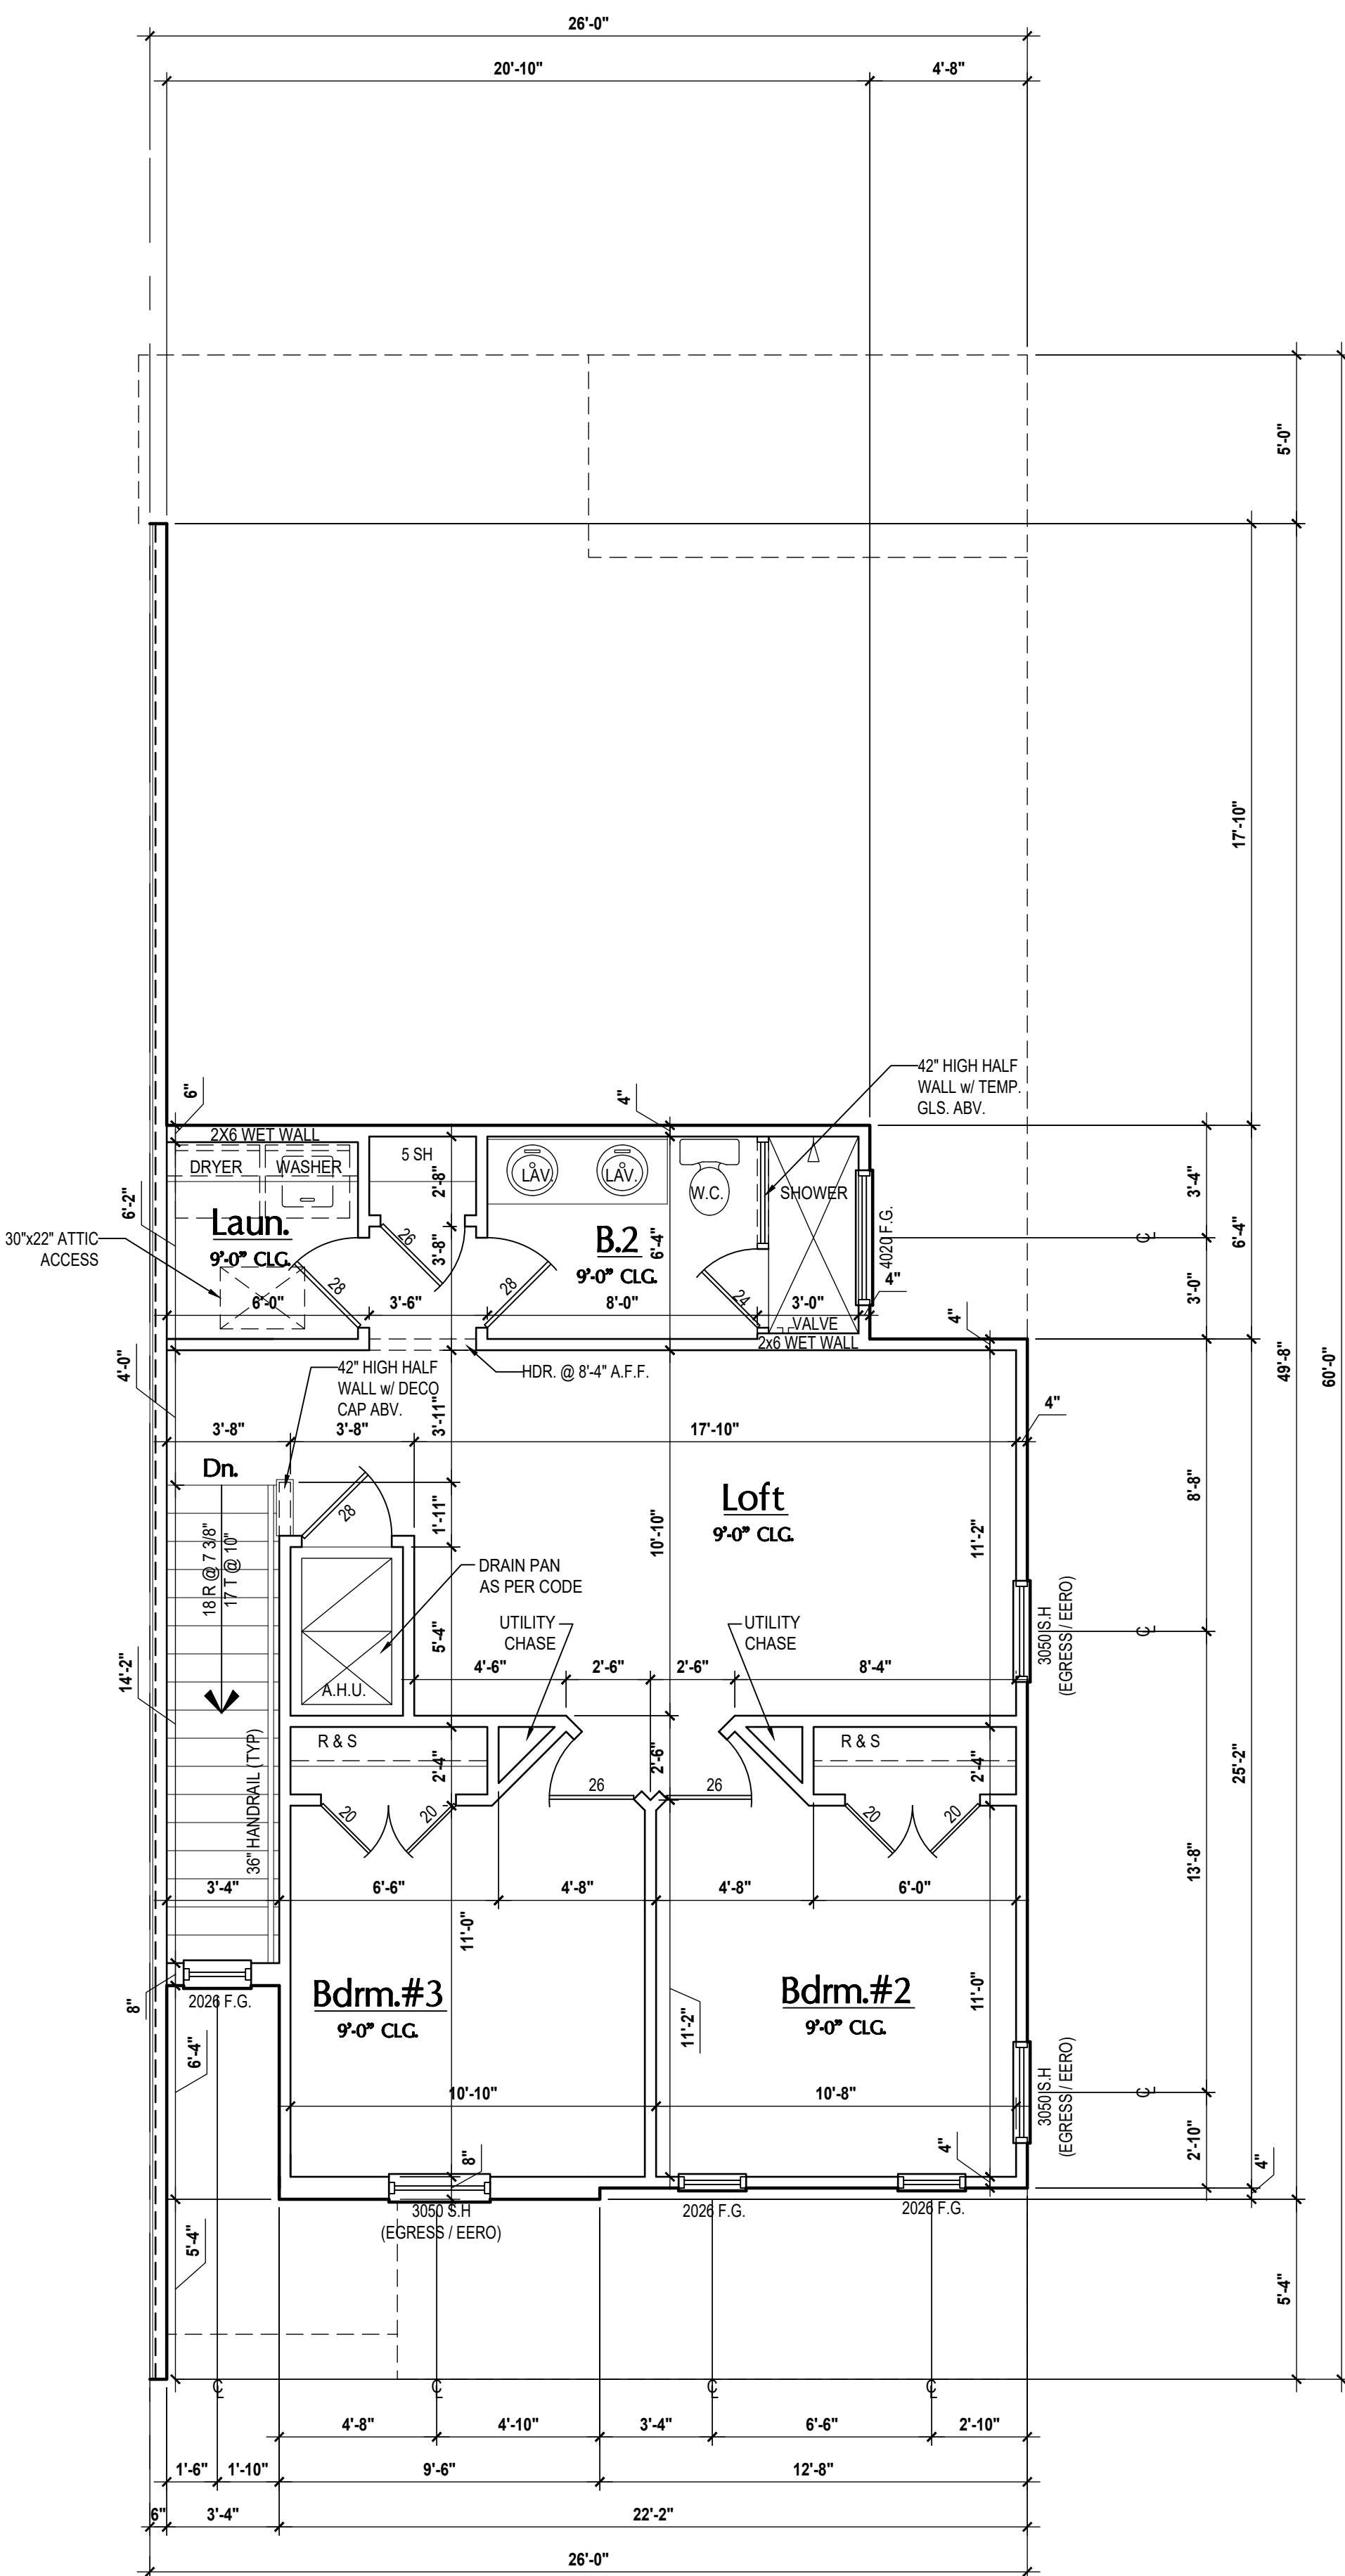 26'-0"
20'-10"
4'-8"
5'-0"
17'-10"
6"
4"
42" HIGH HALF
WALL w/ TEMP.
GLS. ABV.
2X6 WET WALL
DRYER
WASHER
5 SH
2'-8"
LAV.
LAV.
W.C.
SHOWER
3'-4"
6'-2"
Laun.
9'-0" CLG.
26
3'-8"
B.2
9'-0" CLG.
6'-4"
4020 F.G.
C
L
6'-4"
30"x22" ATTIC
ACCESS
28
28
24
4"
3'-0"
6'-0"
3'-6"
8'-0"
3'-0"
VALVE
2x6 WET WALL
4"
49'-8"
60'-0"
4'-0"
42" HIGH HALF
WALL w/ DECO
CAP ABV.
HDR. @ 8'-4" A.F.F.
3'-8"
3'-8"
3'-11"
17'-10"
4"
Dn.
8'-8"
Loft
9'-0" CLG.
28
1'-11"
10'-10"
11'-2"
18 R @ 7 3/8"
17 T @ 10"
DRAIN PAN
AS PER CODE
UTILITY
CHASE
UTILITY
CHASE
3050 S.H
(EGRESS / EERO)
C
L
5'-4"
4'-6"
2'-6"
2'-6"
8'-4"
14'-2"
A.H.U.
R & S
R & S
2'-4"
2'-6"
2'-4"
26
26
20
20
20
20
25'-2"
36" HANDRAIL (TYP)
3'-4"
6'-6"
4'-8"
4'-8"
6'-0"
13'-8"
11'-0"
Bdrm.#3
9'-0" CLG.
Bdrm.#2
9'-0" CLG.
11'-0"
8"
2026 F.G.
6'-4"
11'-2"
10'-10"
10'-8"
3050 S.H
(EGRESS / EERO)
C
L
2'-10"
8"
4"
4"
3050 S.H
(EGRESS / EERO)
2026 F.G.
2026 F.G.
5'-4"
5'-4"
C
L
C
L
C
L
C
L
4'-8"
4'-10"
3'-4"
6'-6"
2'-10"
1'-6"
1'-10"
9'-6"
12'-8"
6"
3'-4"
22'-2"
26'-0"